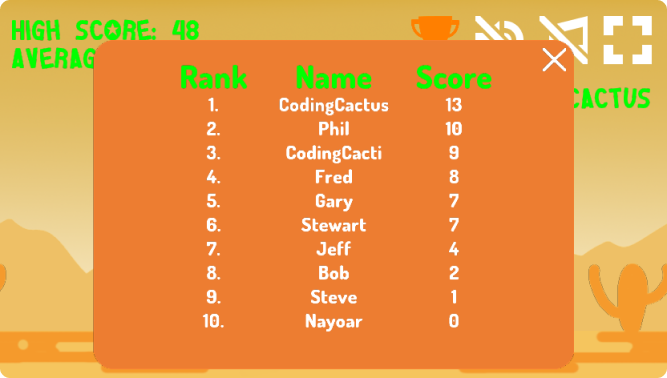 HIGH SCORE: 48
AVERAG
CACTUS
Rank Name Score
1. CodingCactus 13
2. Phil 10
3. CodingCacti 9
4. Fred 8
5. Gary 7
6. Stewart 7
7. Jeff 4
8. Bob 2
9. Steve 1
10. Nayoar 0